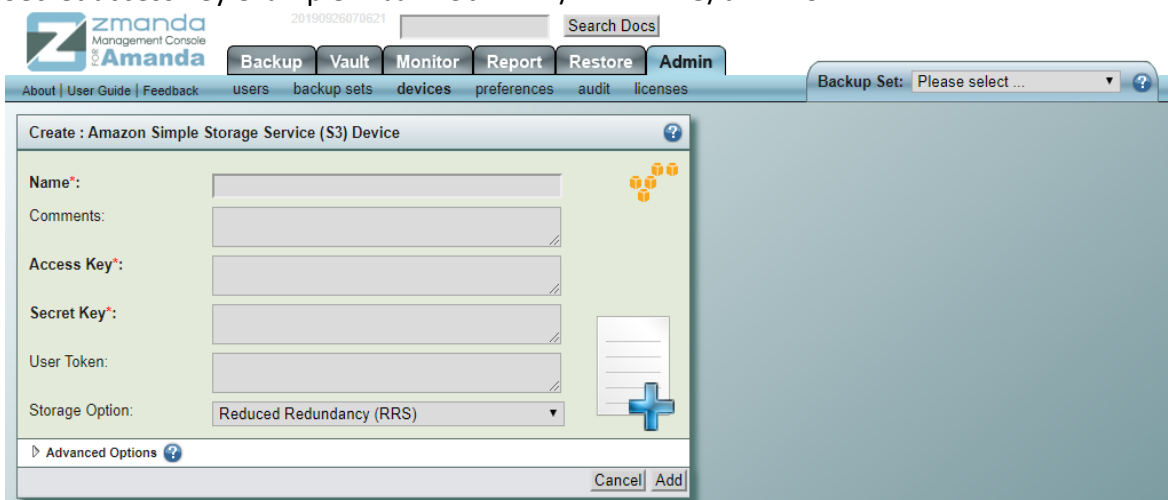 zmanda
Management Console
FOR Amanda
20190926070621
Search Docs
Backup Vault Monitor Report Restore Admin
About | User Guide | Feedback
users backup sets devices preferences audit licenses
Backup Set: Please select ...
Create : Amazon Simple Storage Service (S3) Device
Name*:
Comments:
Access Key*:
Secret Key*:
User Token:
Storage Option: Reduced Redundancy (RRS)
Advanced Options
Cancel Add